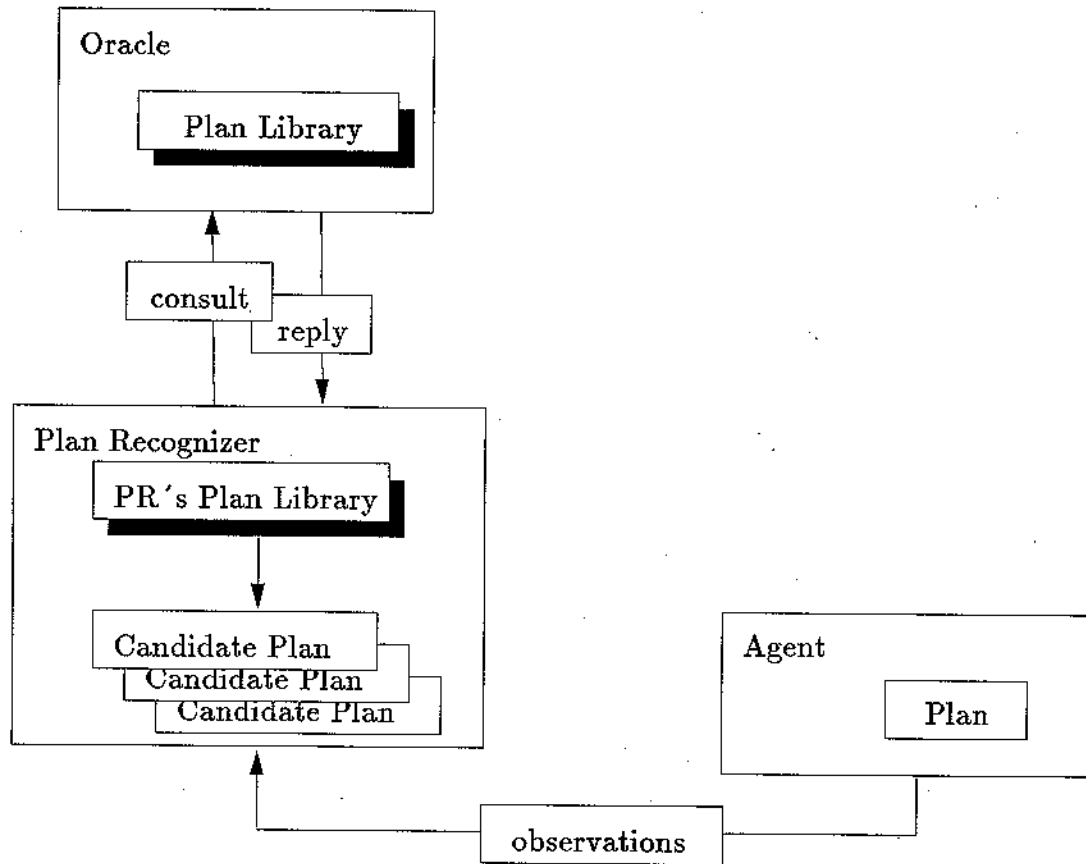 Oracle
Plan Library
consult
reply
Plan Recognizer
PR´s Plan Library
Candidate Plan
Candidate Plan
Candidate Plan
Agent
Plan
observations